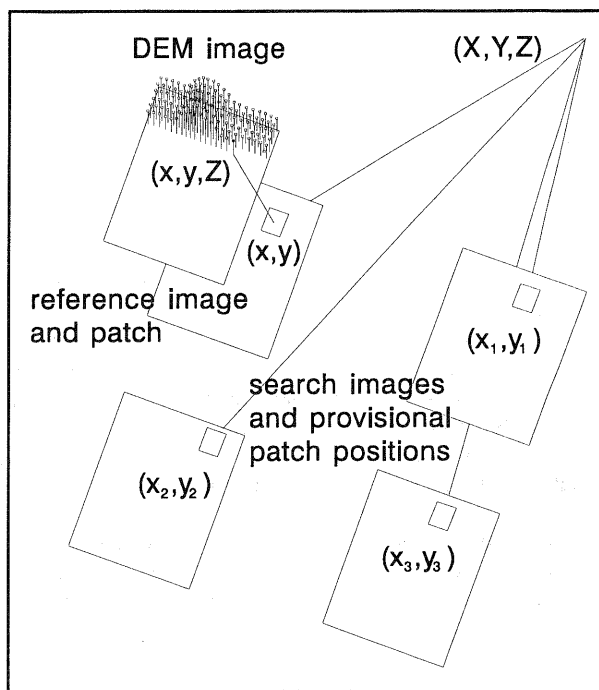 DEM image
(X,Y,Z)
(x,y,Z)
(x,y)
reference image
and patch
(x₁,y₁)
search images
and provisional
patch positions
(x₂,y₂)
(x₃,y₃)